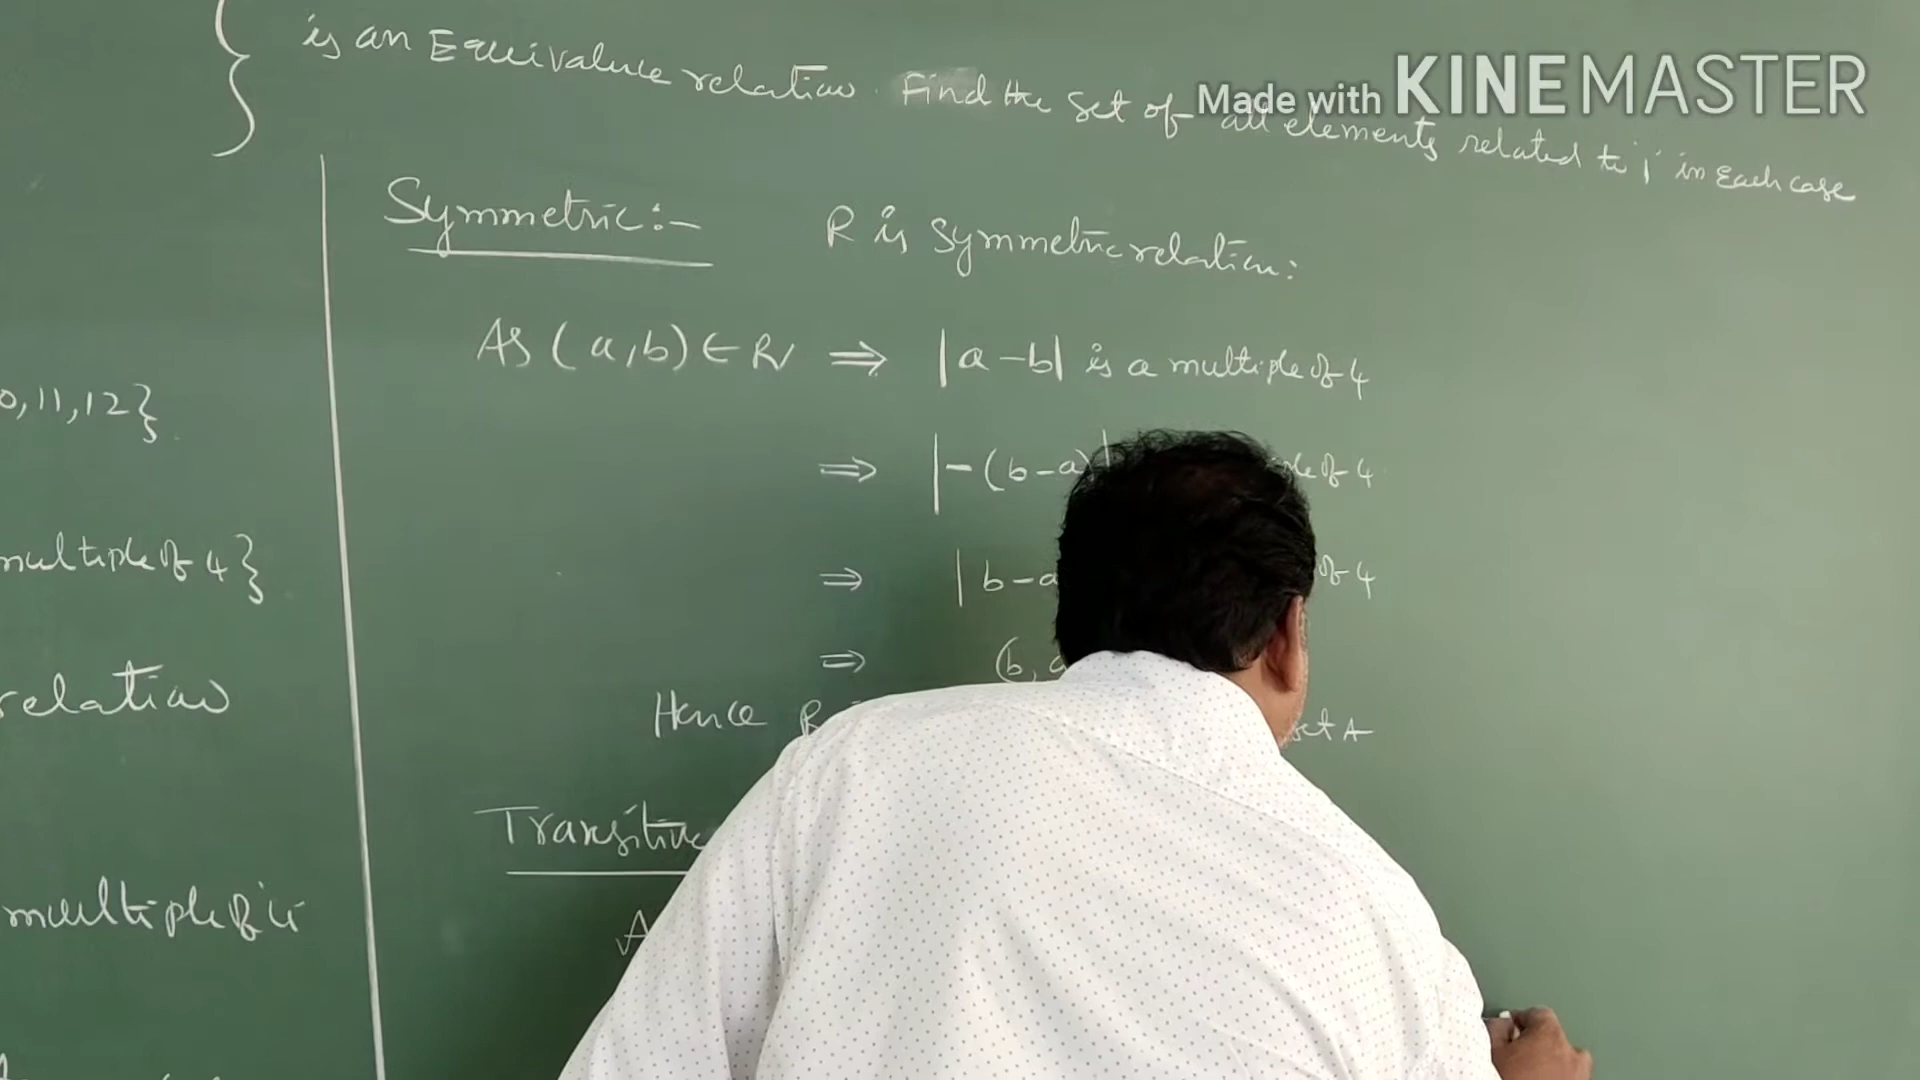 is an Equivalence relation. Find the set of all elements related to '1' in Each case
Made with KINEMASTER
0, 11, 12}
multiple of 4}
relation
multiple of 4
Symmetric :- R is symmetric relation:
As (a, b) ∈ R ⇒ |a - b| is a multiple of 4
⇒ |-(b - a)| of 4
⇒ |b - a of 4
⇒ (b, a
Hence R set A
Transitive
A